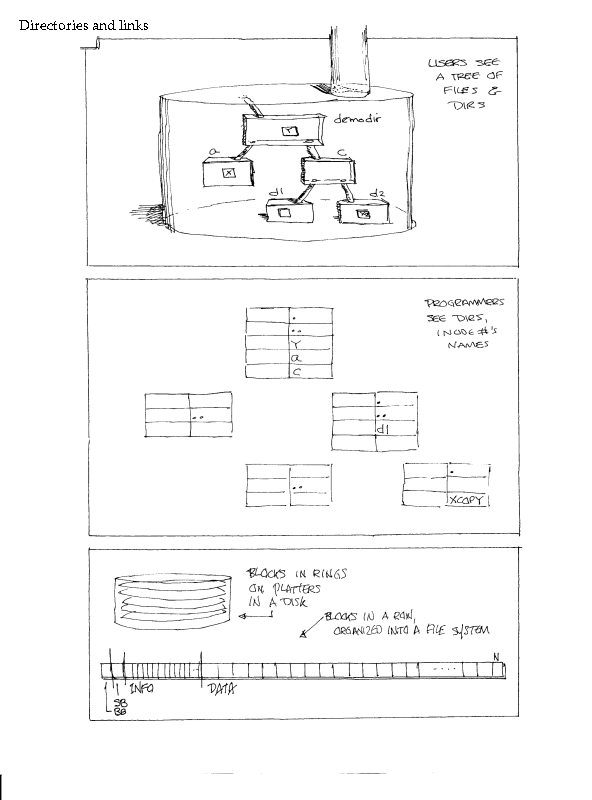 Directories and links
USERS SEE
A TREE OF
FILES &
DIRS
demodir
Y
a
C
X
d1
d2
PROGRAMMERS
SEE DIRS,
INODE #'S
NAMES
.
..
Y
a
C
..
.
..
d1
..
.
XCOPY
BLOCKS IN RINGS
ON PLATTERS
IN A DISK
BLOCKS IN A ROW,
ORGANIZED INTO A FILE SYSTEM
N
....
INFO
DATA
SB
BB